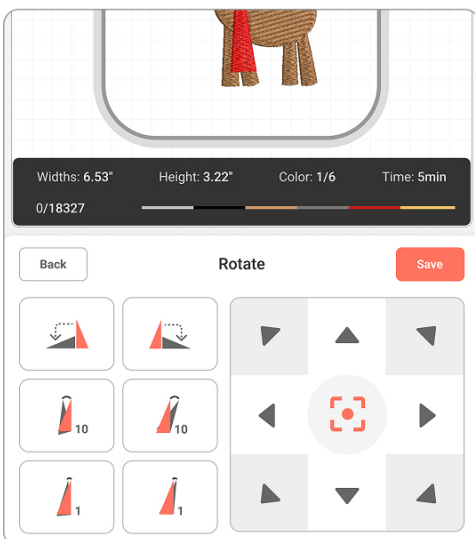 Widths: 6.53" Height: 3.22" Color: 1/6 Time: 5min
0/18327
Back Rotate Save
10 10
1 1